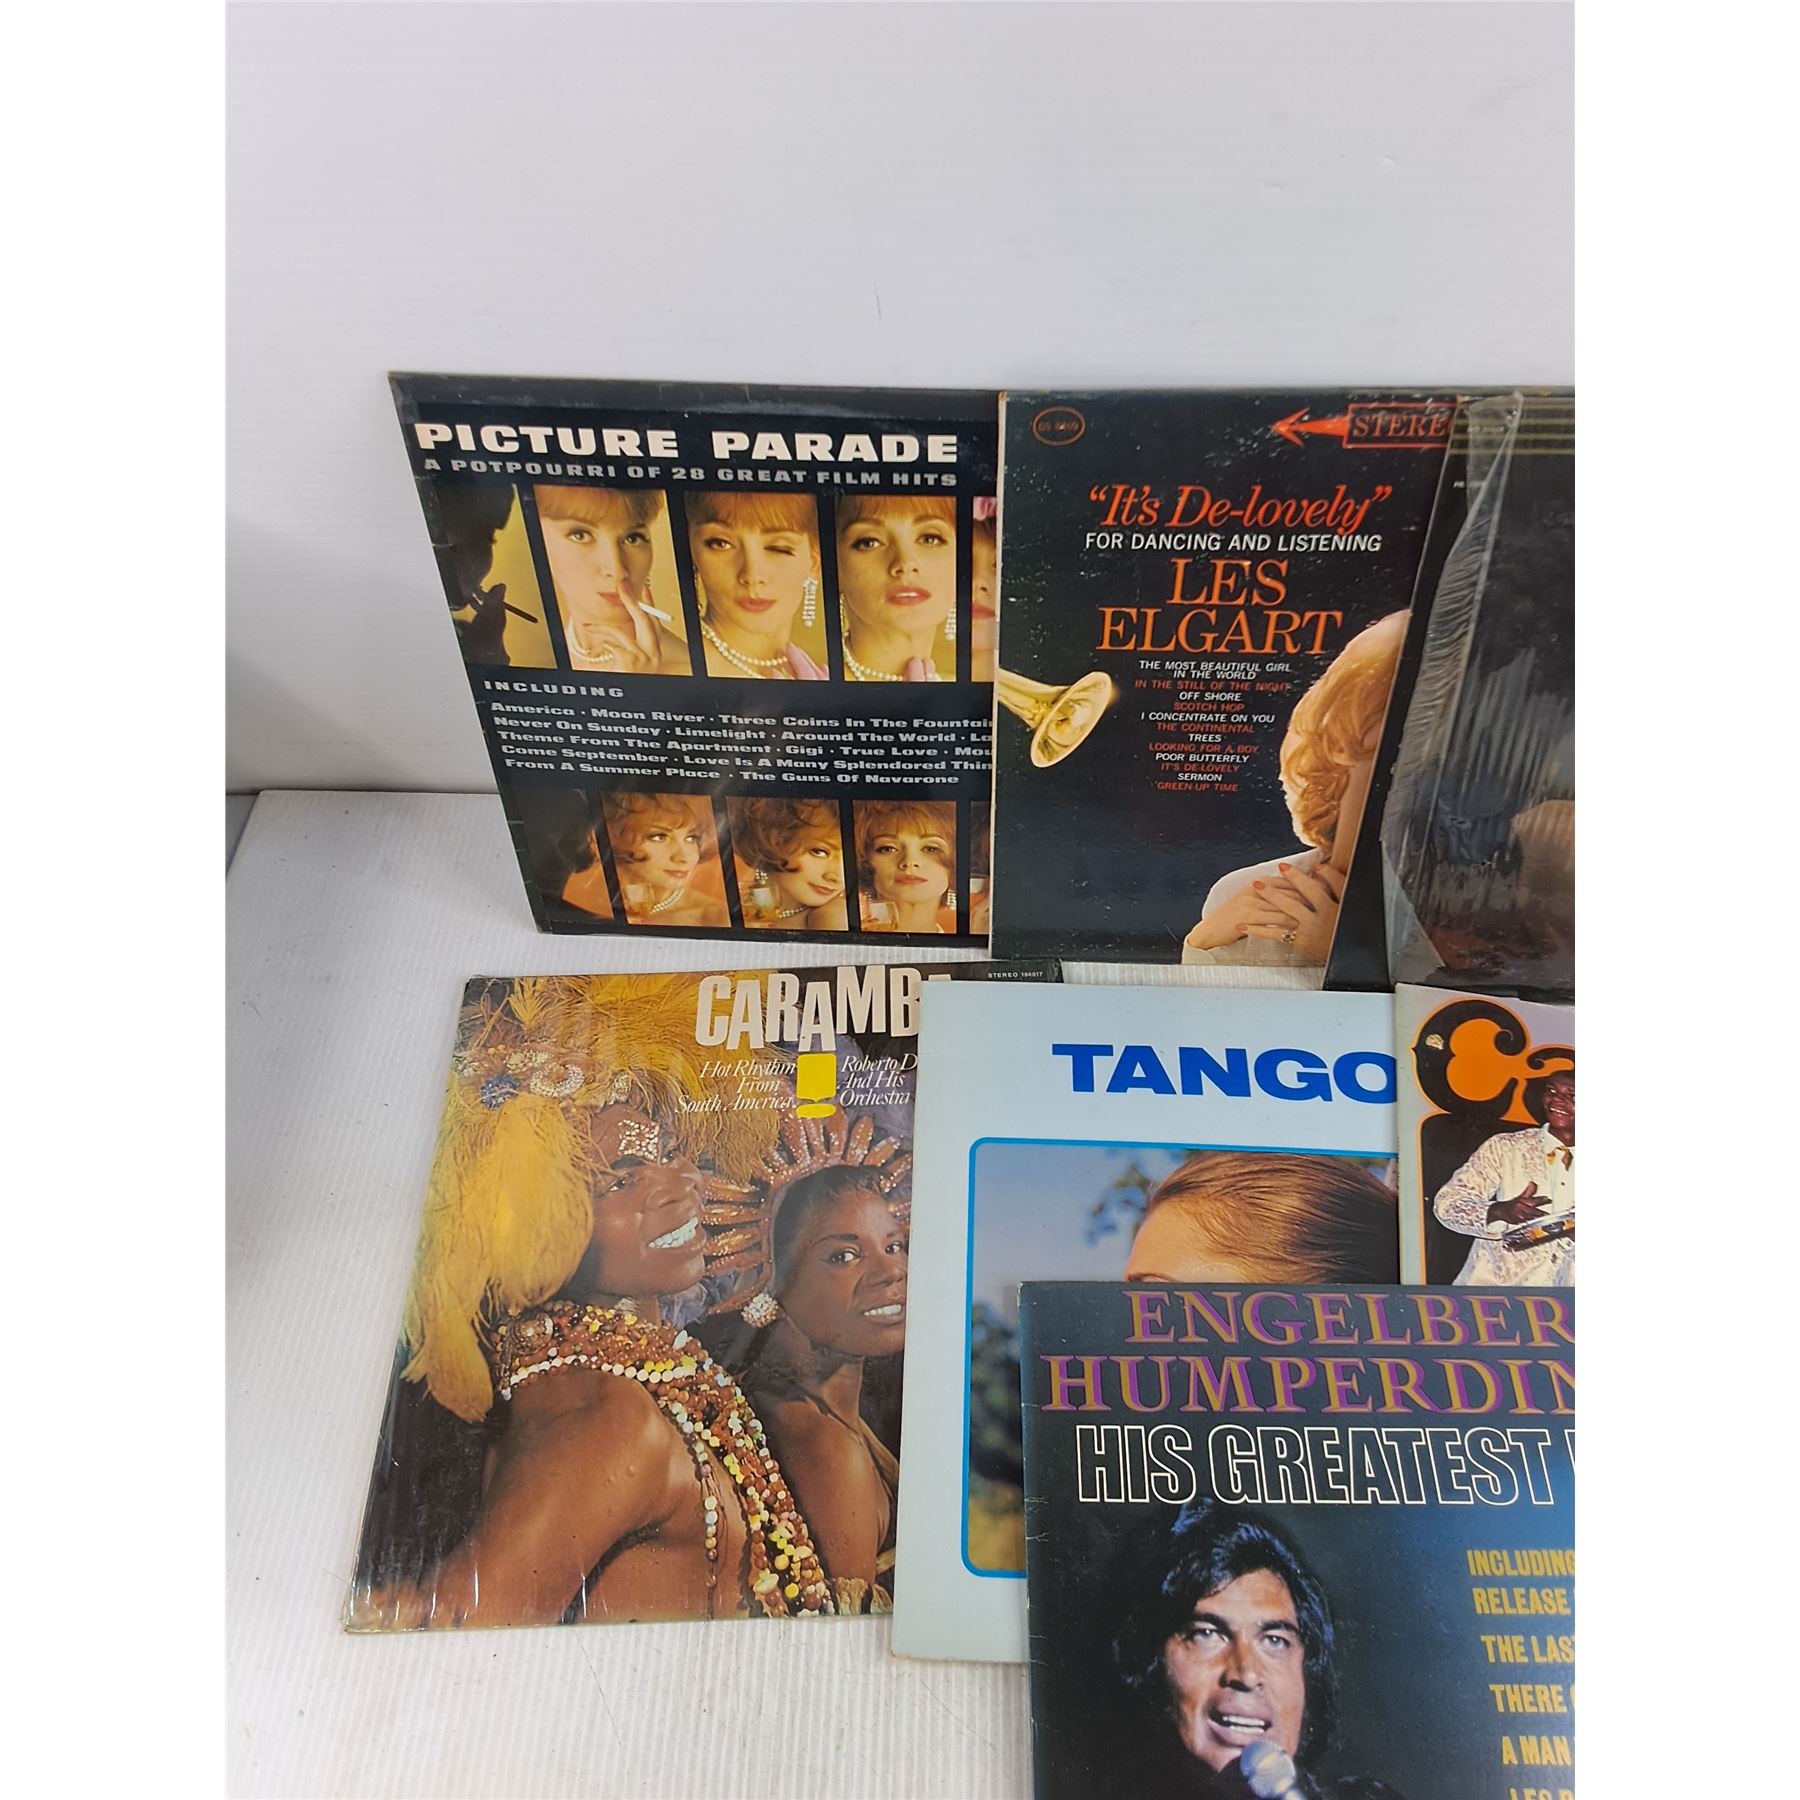 PICTURE PARADE
A POTPOURRI OF 28 GREAT FILM HITS
INCLUDING
America · Moon River · Three Coins In The Fountai
Never On Sunday · Limelight · Around The World · La
Theme From The Apartment · Gigi · True Love · Mou
Come September · Love Is A Many Splendored Thin
From A Summer Place · The Guns Of Navarone
STEREO
“It's De-lovely”
FOR DANCING AND LISTENING
LES
ELGART
THE MOST BEAUTIFUL GIRL
IN THE WORLD
IN THE STILL OF THE NIGHT
OFF SHORE
SCOTCH HOP
I CONCENTRATE ON YOU
THE CONTINENTAL
TREES
LOOKING FOR A BOY
POOR BUTTERFLY
IT'S DE-LOVELY
SERMON
GREEN-UP TIME
STEREO 184017
CARAMBA
Hot Rhythm
From
South America
Roberto D
And His
Orchestra
TANGO
ENGELBER
HUMPERDIN
HIS GREATEST
INCLUDING
RELEASE
THE LAS
THERE
A MAN